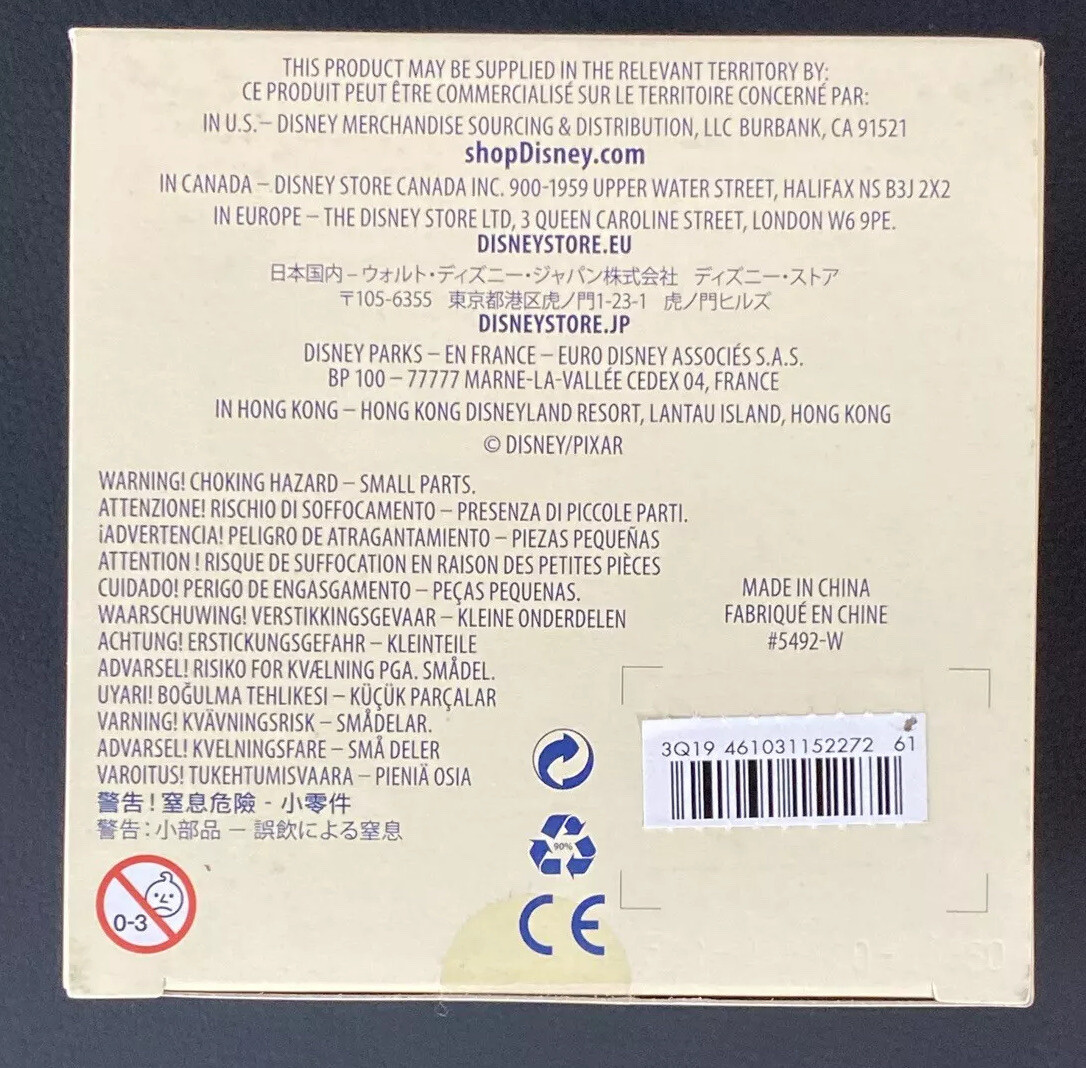 THIS PRODUCT MAY BE SUPPLIED IN THE RELEVANT TERRITORY BY:
CE PRODUIT PEUT ÊTRE COMMERCIALISÉ SUR LE TERRITOIRE CONCERNÉ PAR:
IN U.S.– DISNEY MERCHANDISE SOURCING & DISTRIBUTION, LLC BURBANK, CA 91521
shopDisney.com
IN CANADA – DISNEY STORE CANADA INC. 900-1959 UPPER WATER STREET, HALIFAX NS B3J 2X2
IN EUROPE – THE DISNEY STORE LTD, 3 QUEEN CAROLINE STREET, LONDON W6 9PE.
DISNEYSTORE.EU
日本国内 – ウォルト・ディズニー・ジャパン株式会社 ディズニー・ストア
〒105-6355 東京都港区虎ノ門1-23-1 虎ノ門ヒルズ
DISNEYSTORE.JP
DISNEY PARKS – EN FRANCE – EURO DISNEY ASSOCIÉS S.A.S.
BP 100 – 77777 MARNE-LA-VALLÉE CEDEX 04, FRANCE
IN HONG KONG – HONG KONG DISNEYLAND RESORT, LANTAU ISLAND, HONG KONG
© DISNEY/PIXAR
WARNING! CHOKING HAZARD – SMALL PARTS.
ATTENZIONE! RISCHIO DI SOFFOCAMENTO – PRESENZA DI PICCOLE PARTI.
¡ADVERTENCIA! PELIGRO DE ATRAGANTAMIENTO – PIEZAS PEQUEÑAS
ATTENTION ! RISQUE DE SUFFOCATION EN RAISON DES PETITES PIÈCES
CUIDADO! PERIGO DE ENGASGAMENTO – PEÇAS PEQUENAS.
WAARSCHUWING! VERSTIKKINGSGEVAAR – KLEINE ONDERDELEN
ACHTUNG! ERSTICKUNGSGEFAHR – KLEINTEILE
ADVARSEL! RISIKO FOR KVÆLNING PGA. SMÅDEL.
UYARI! BOĞULMA TEHLIKESI – KÜÇÜK PARÇALAR
VARNING! KVÄVNINGSRISK – SMÅDELAR.
ADVARSEL! KVELNINGSFARE – SMÅ DELER
VAROITUS! TUKEHTUMISVAARA – PIENIÄ OSIA
警告！窒息危險 - 小零件
警告：小部品 － 誤飲による窒息
0-3
MADE IN CHINA
FABRIQUÉ EN CHINE
#5492-W
3Q19 461031152272 61
90%
CE